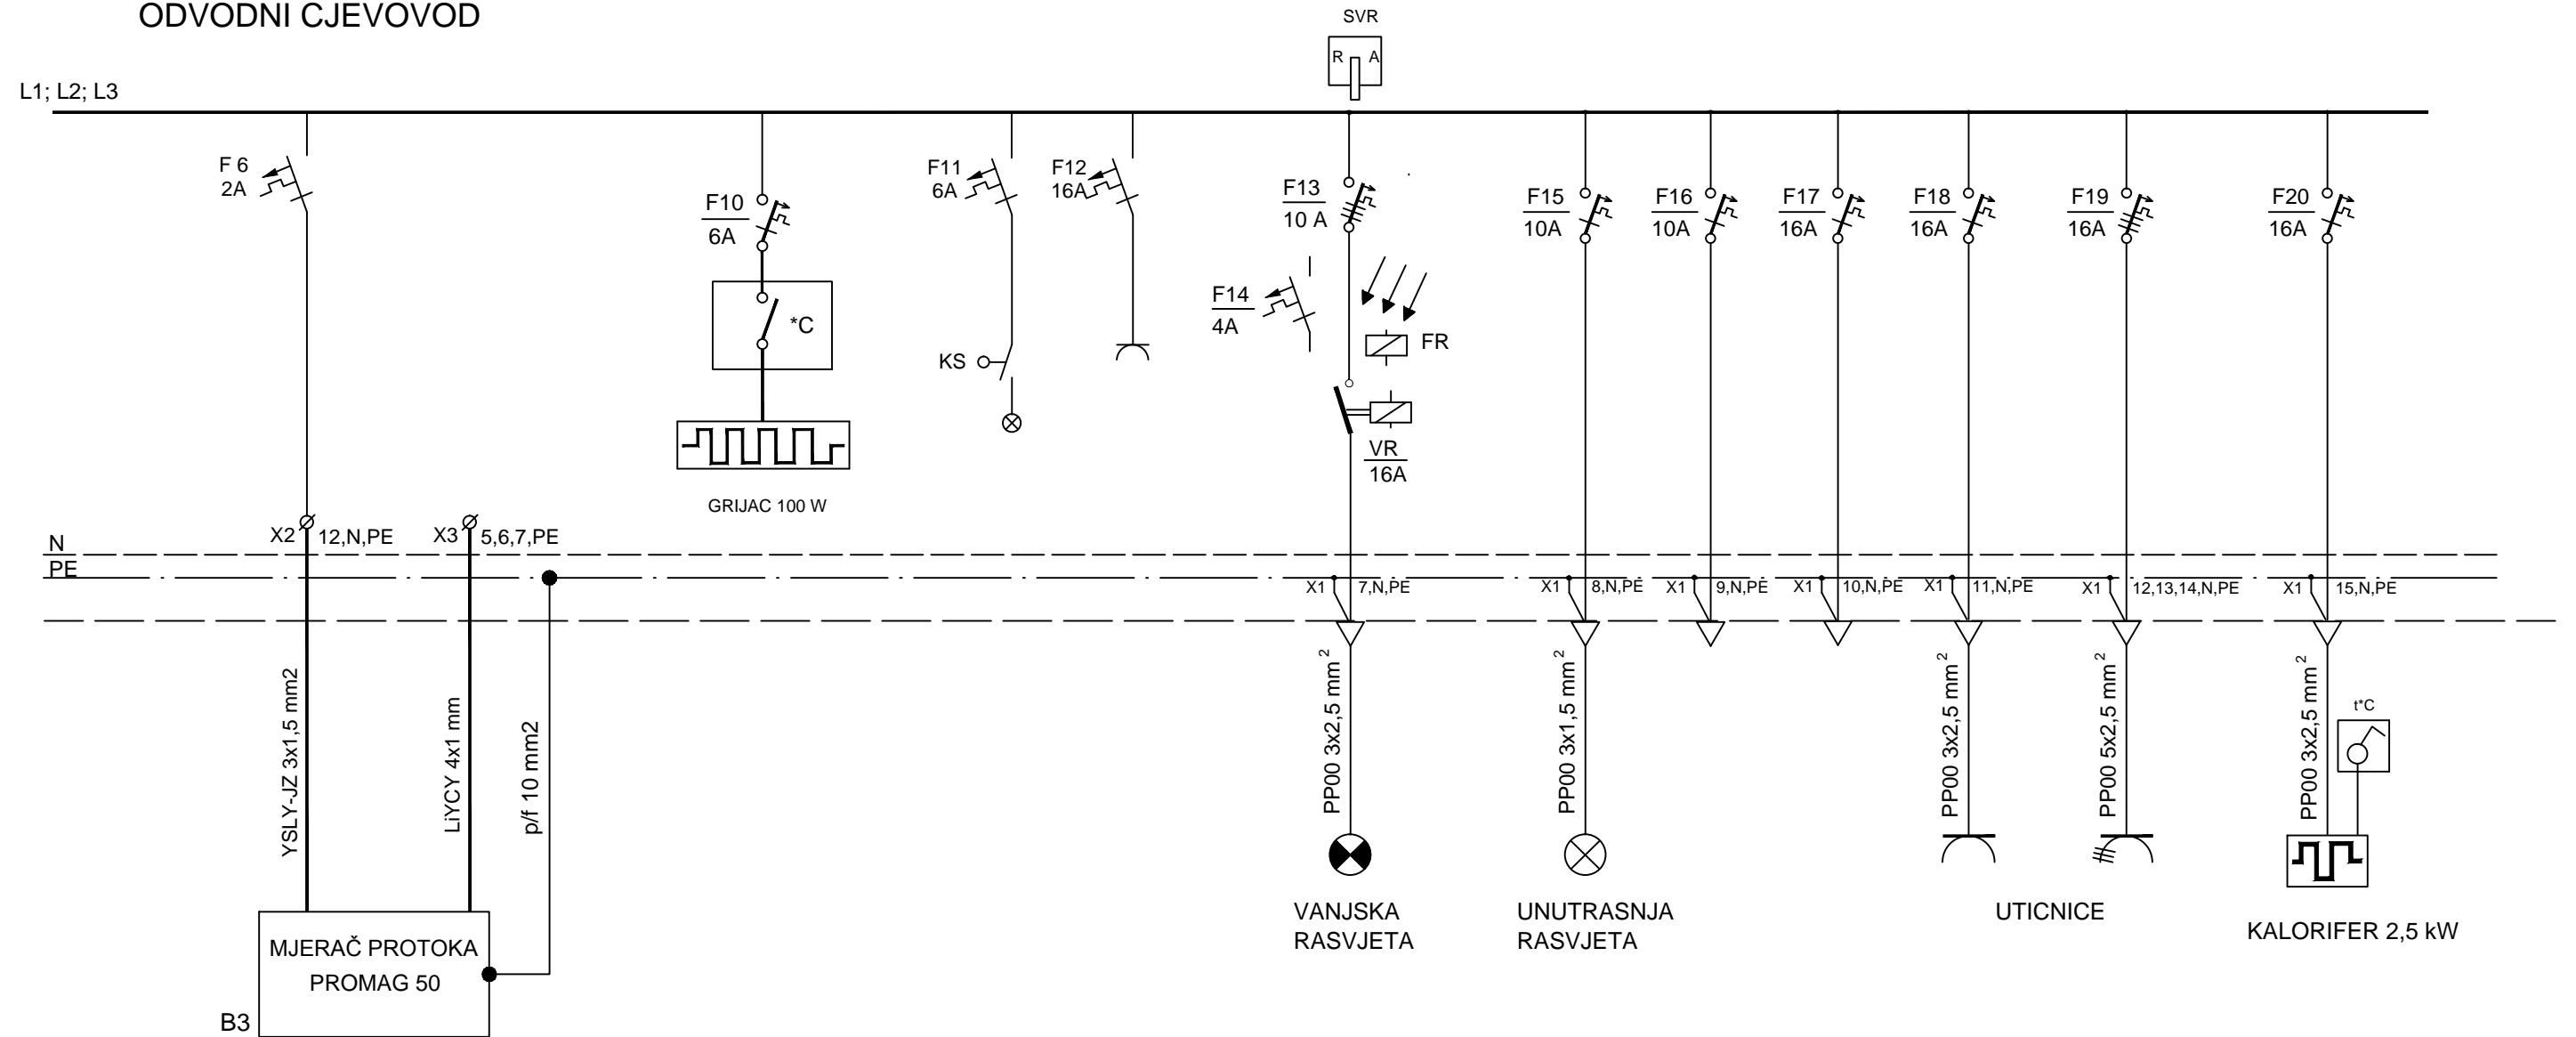 ODVODNI CJEVOVOD
SVR
R A
L1; L2; L3
F 6
2A
F10
6A
*C
GRIJAC 100 W
F11
6A
KS
F12
16A
F13
10 A
F14
4A
FR
VR
16A
F15
10A
F16
10A
F17
16A
F18
16A
F19
16A
F20
16A
X2 12,N,PE
X3 5,6,7,PE
N
PE
X1 7,N,PE
X1 8,N,PE
X1 9,N,PE
X1 10,N,PE
X1 11,N,PE
X1 12,13,14,N,PE
X1 15,N,PE
YSLY-JZ 3x1,5 mm2
LiYCY 4x1 mm
p/f 10 mm2
PP00 3x2,5 mm²
PP00 3x1,5 mm²
PP00 3x2,5 mm²
PP00 5x2,5 mm²
PP00 3x2,5 mm²
t*C
MJERAČ PROTOKA
PROMAG 50
B3
VANJSKA
RASVJETA
UNUTRASNJA
RASVJETA
UTICNICE
KALORIFER 2,5 kW